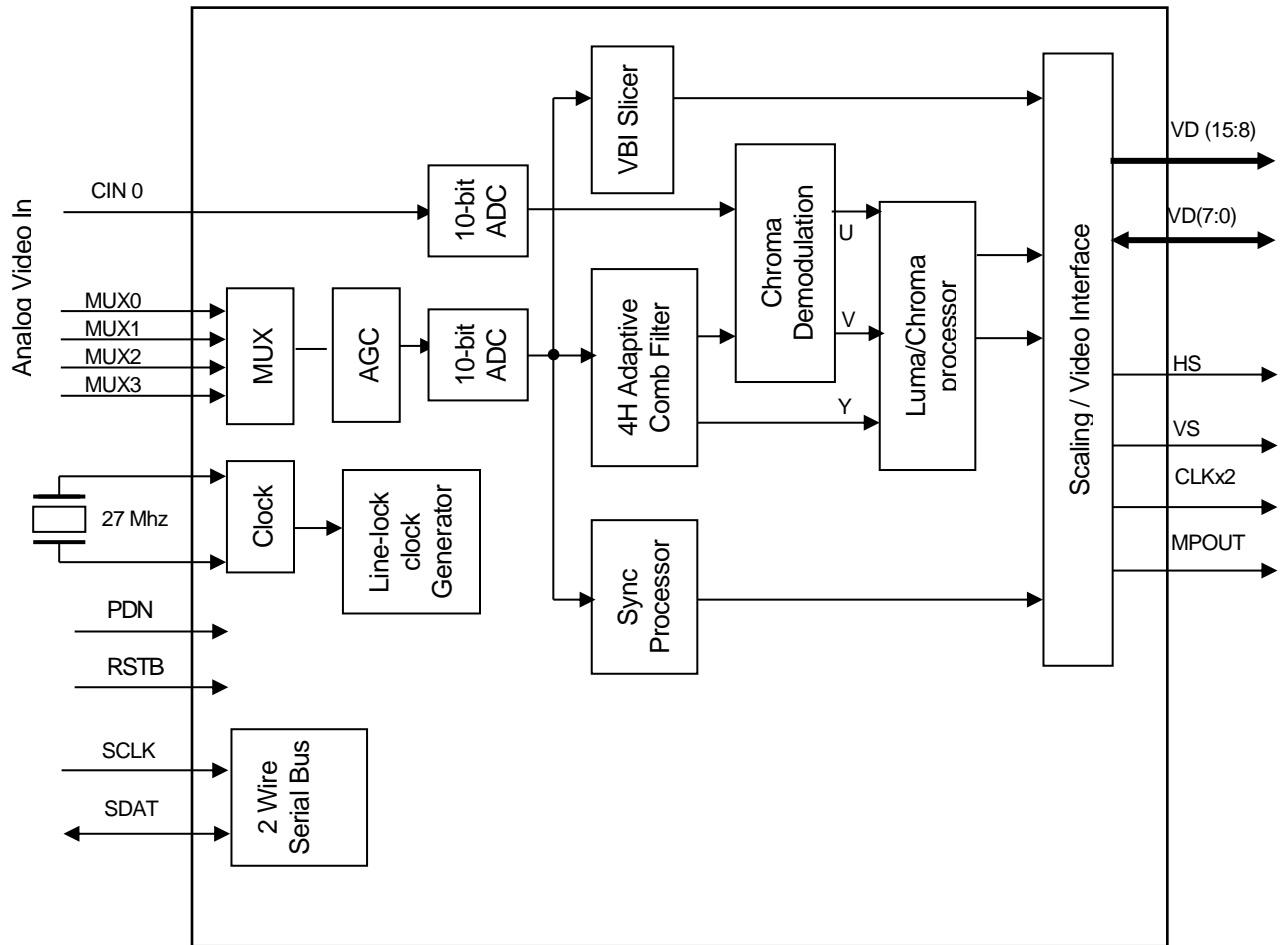 Analog Video In
CIN 0
MUX0
MUX1
MUX2
MUX3
27 Mhz
PDN
RSTB
SCLK
SDAT
MUX
AGC
10-bit
ADC
10-bit
ADC
Clock
Line-lock
clock
Generator
2 Wire
Serial Bus
VBI Slicer
4H Adaptive
Comb Filter
Sync
Processor
Chroma
Demodulation
U
V
Y
Luma/Chroma
processor
Scaling / Video Interface
VD (15:8)
VD(7:0)
HS
VS
CLKx2
MPOUT